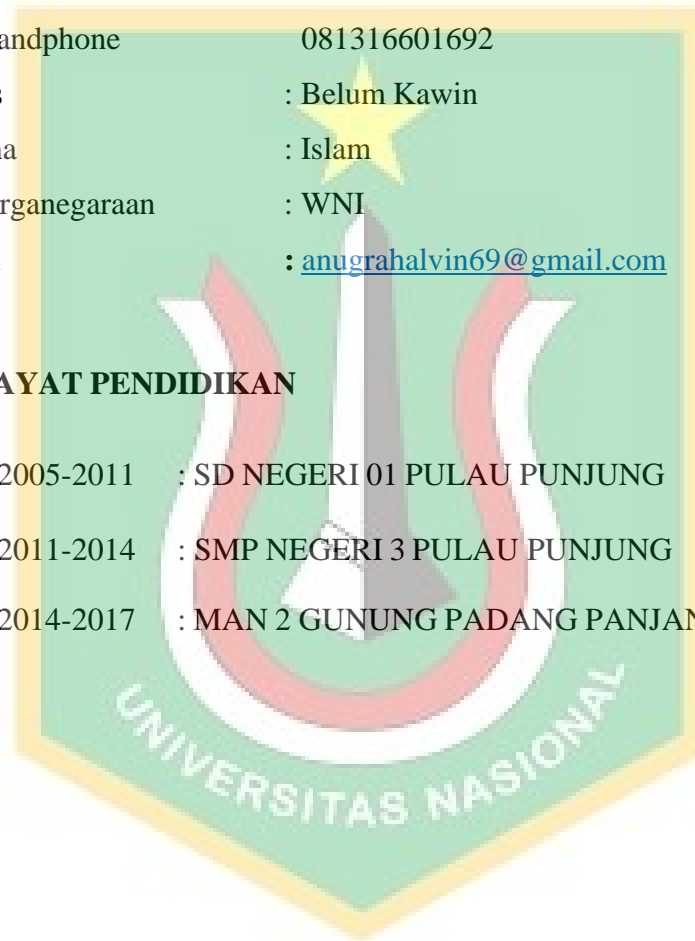 andphone 081316601692
s : Belum Kawin
na : Islam
rganegaraan : WNI
: anugrahalvin69@gmail.com
AYAT PENDIDIKAN
2005-2011 : SD NEGERI 01 PULAU PUNJUNG
2011-2014 : SMP NEGERI 3 PULAU PUNJUNG
2014-2017 : MAN 2 GUNUNG PADANG PANJAN
UNIVERSITAS NASIONAL